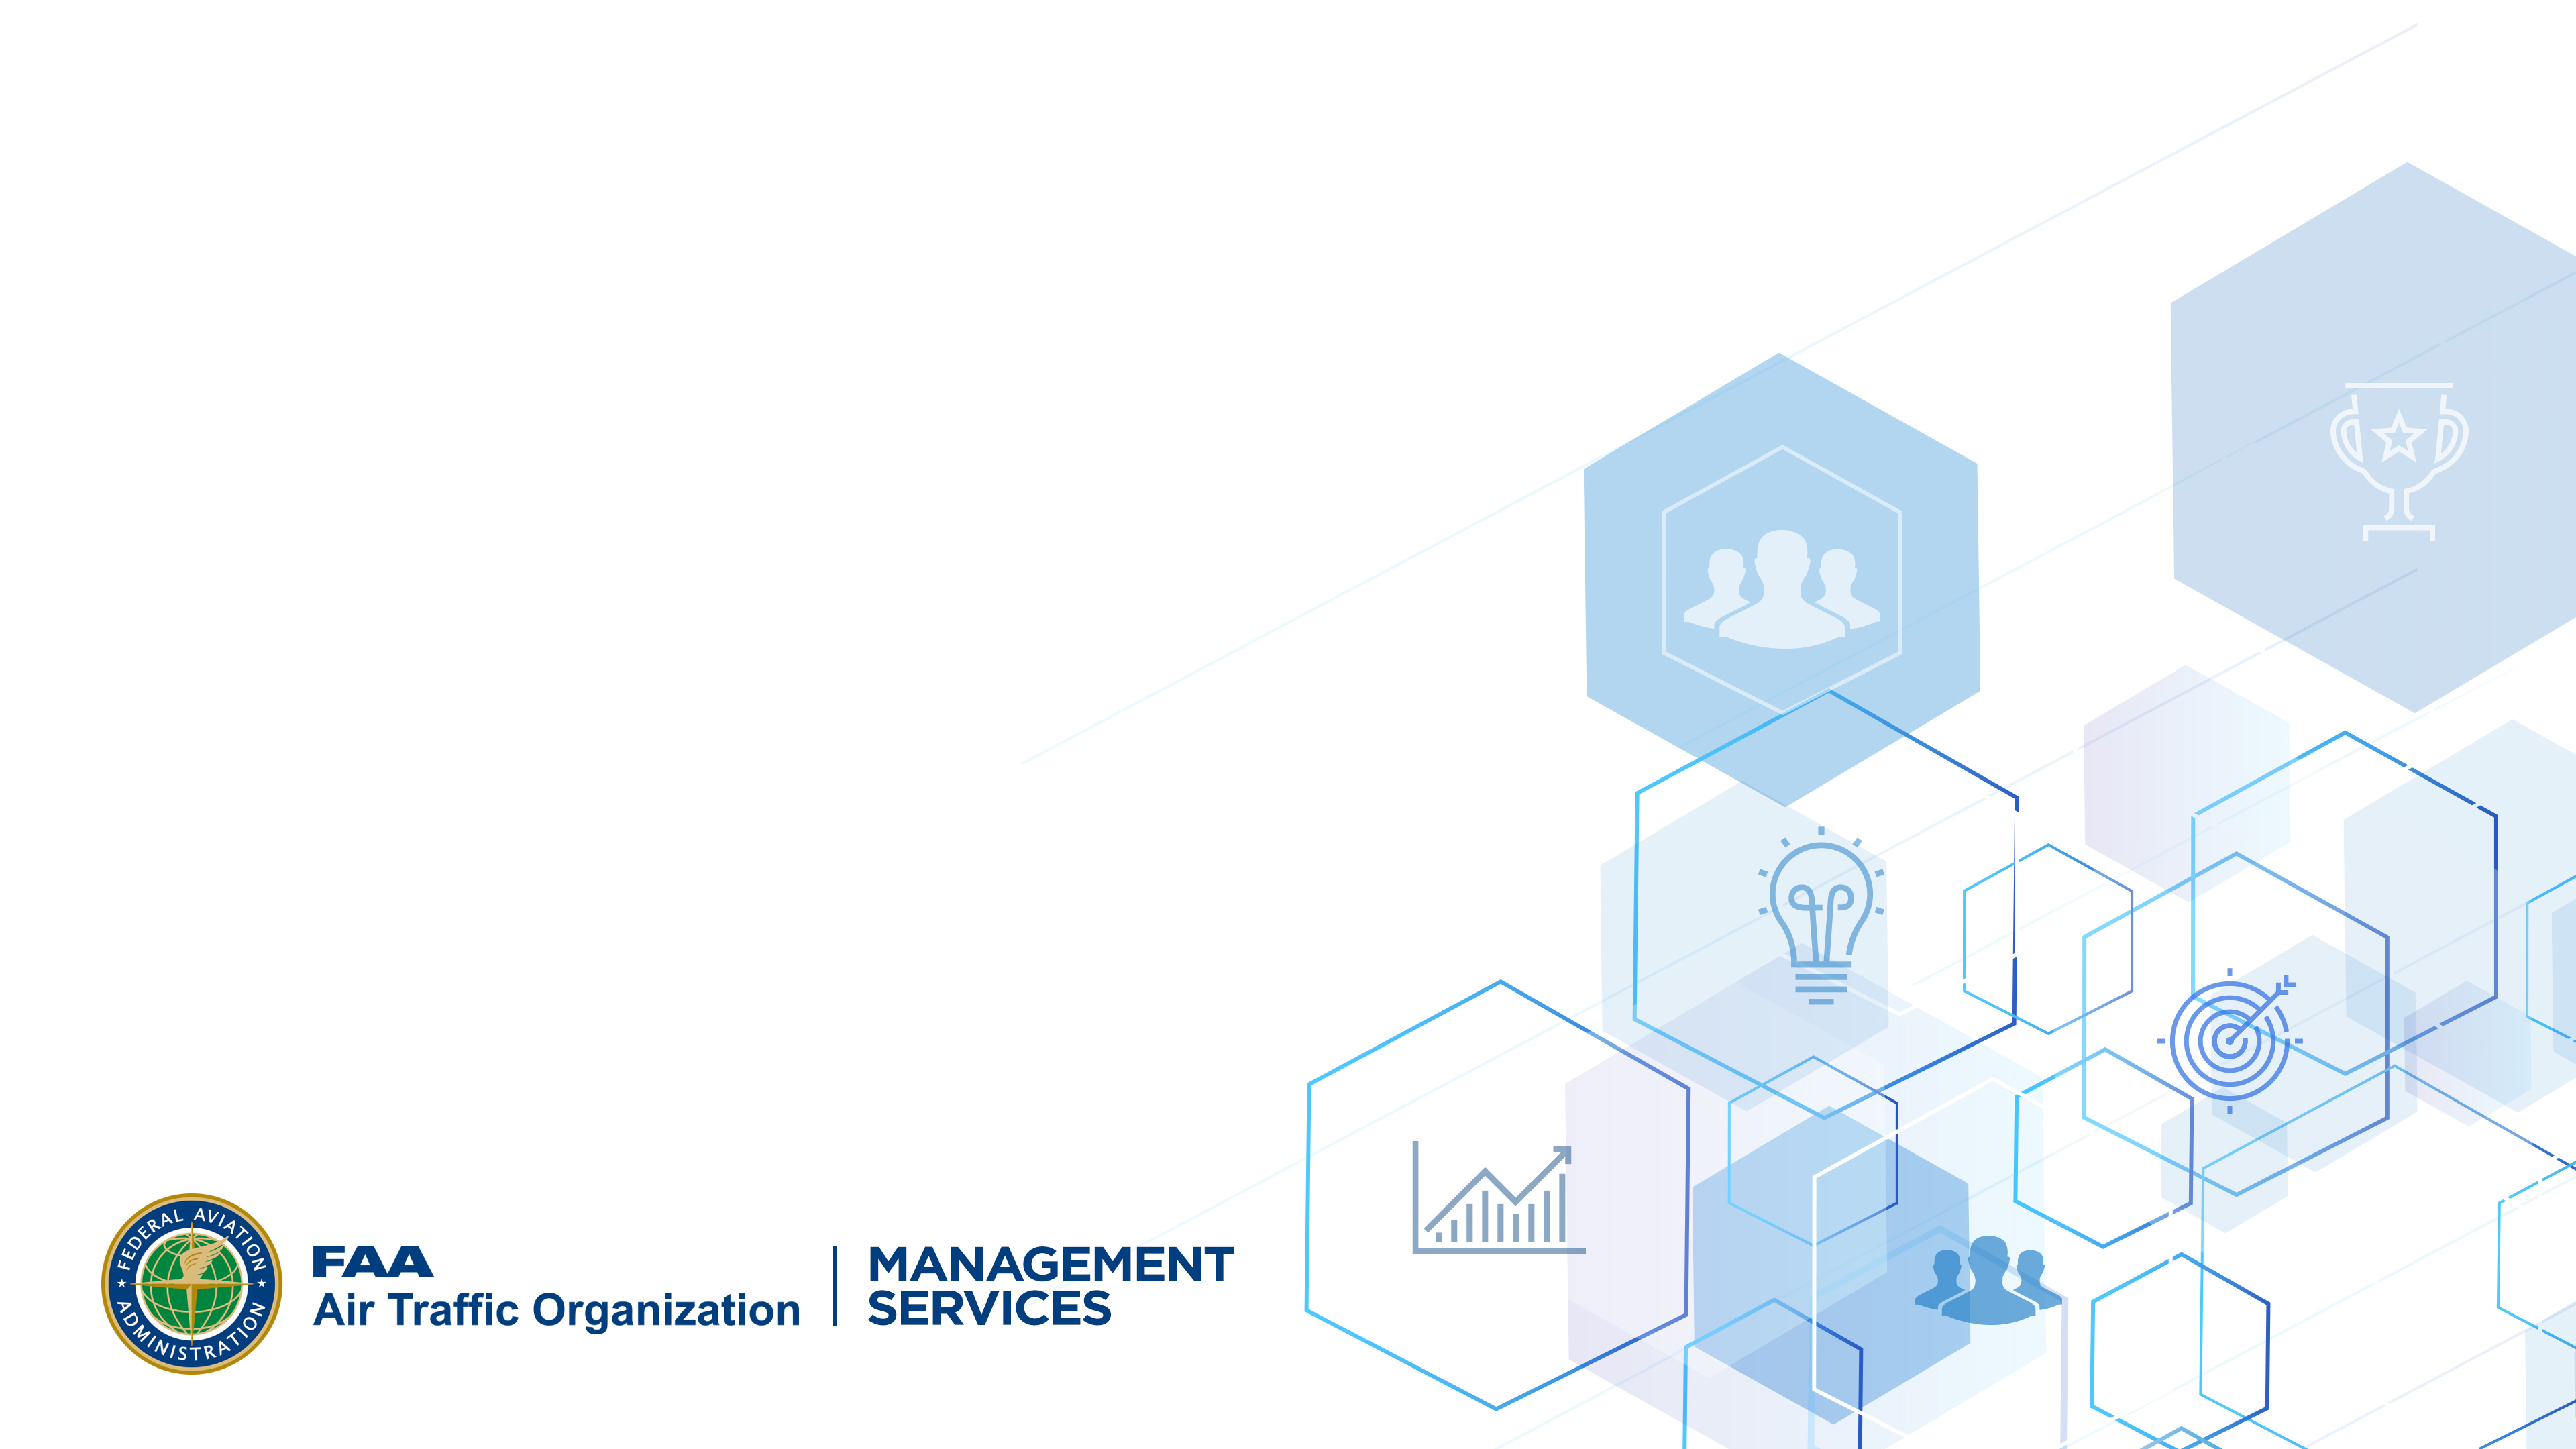 FEDERAL AVIATION
ADMINISTRATION
FAA
Air Traffic Organization
MANAGEMENT
SERVICES